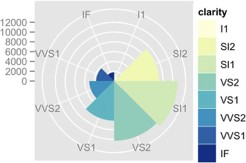 IF
I1
clarity
12000
10000
8000
6000
4000
2000
0
VVS1
SI2
VVS2
SI1
VS1
VS2
I1
SI2
SI1
VS2
VS1
VVS2
VVS1
IF